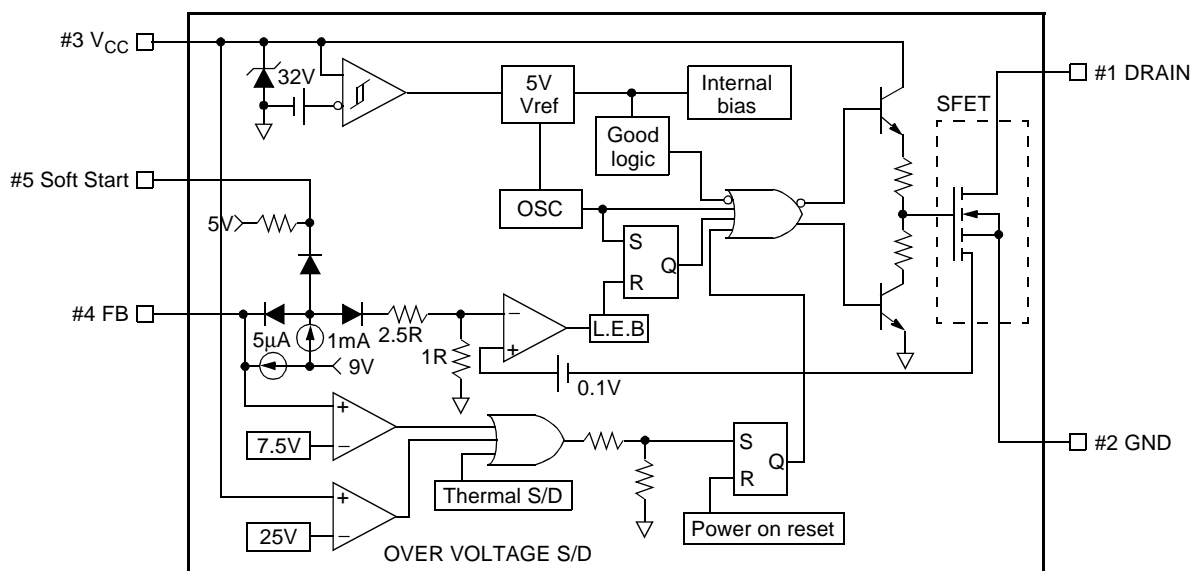 #3 VCC
32V
5V
Vref
Internal
bias
#1 DRAIN
SFET
Good
logic
#5 Soft Start
5V
OSC
S
R
Q
#4 FB
5μA
1mA
2.5R
9V
1R
−
+
L.E.B
0.1V
+
−
7.5V
Thermal S/D
S
R
Q
#2 GND
+
−
25V
Power on reset
OVER VOLTAGE S/D